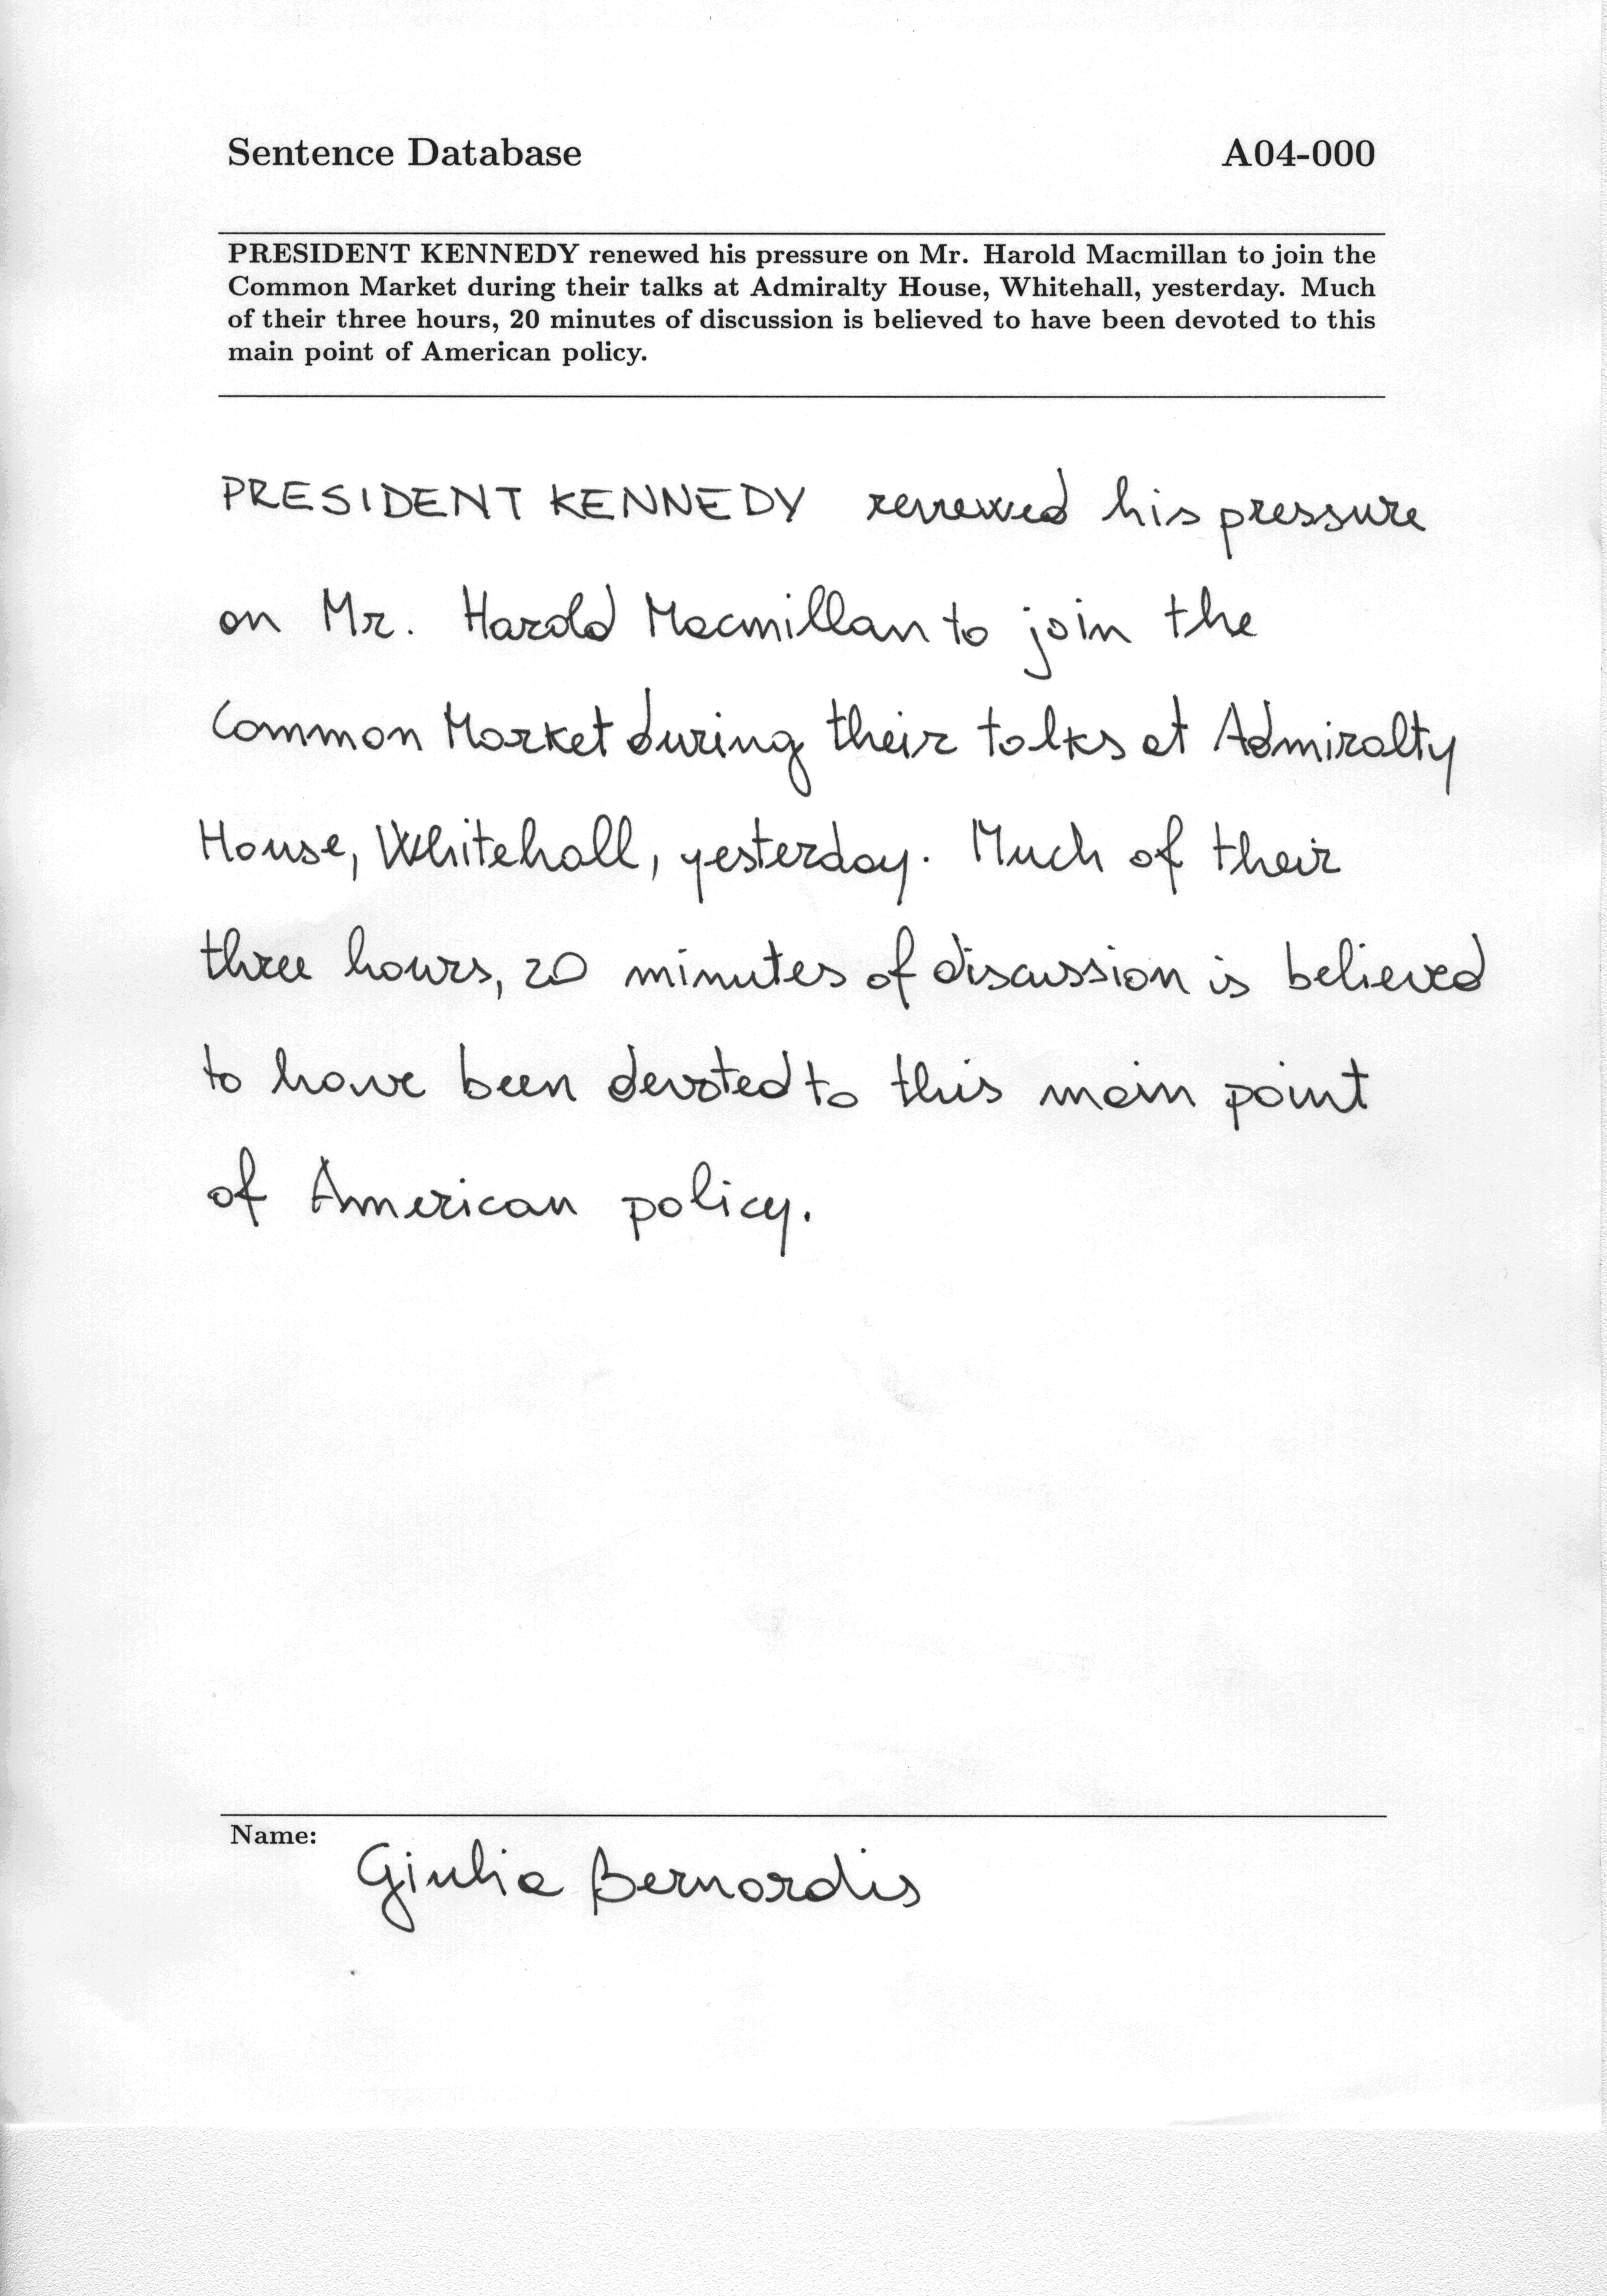 Sentence Database A04-000
PRESIDENT KENNEDY renewed his pressure on Mr. Harold Macmillan to join the
Common Market during their talks at Admiralty House, Whitehall, yesterday. Much
of their three hours, 20 minutes of discussion is believed to have been devoted to this
main point of American policy.
PRESIDENT KENNEDY renewed his pressure
on Mr. Harold Macmillan to join the
Common Market during their talks at Admiralty
House, Whitehall, yesterday. Much of their
three hours, 20 minutes of discussion is believed
to have been devoted to this main point
of American policy.
Name:
Giulia Bernardis